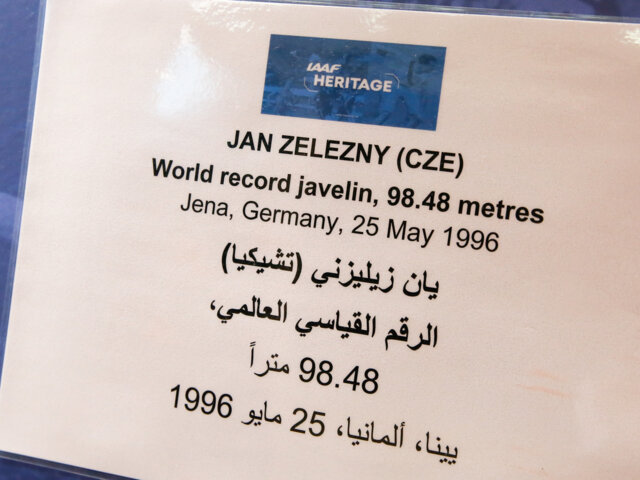 IAAF
HERITAGE
JAN ZELEZNY (CZE)
World record javelin, 98.48 metres
Jena, Germany, 25 May 1996
يان زيليزني (تشيكيا)
الرقم القياسي العالمي،
98.48 متراً
يينا، ألمانيا، 25 مايو 1996